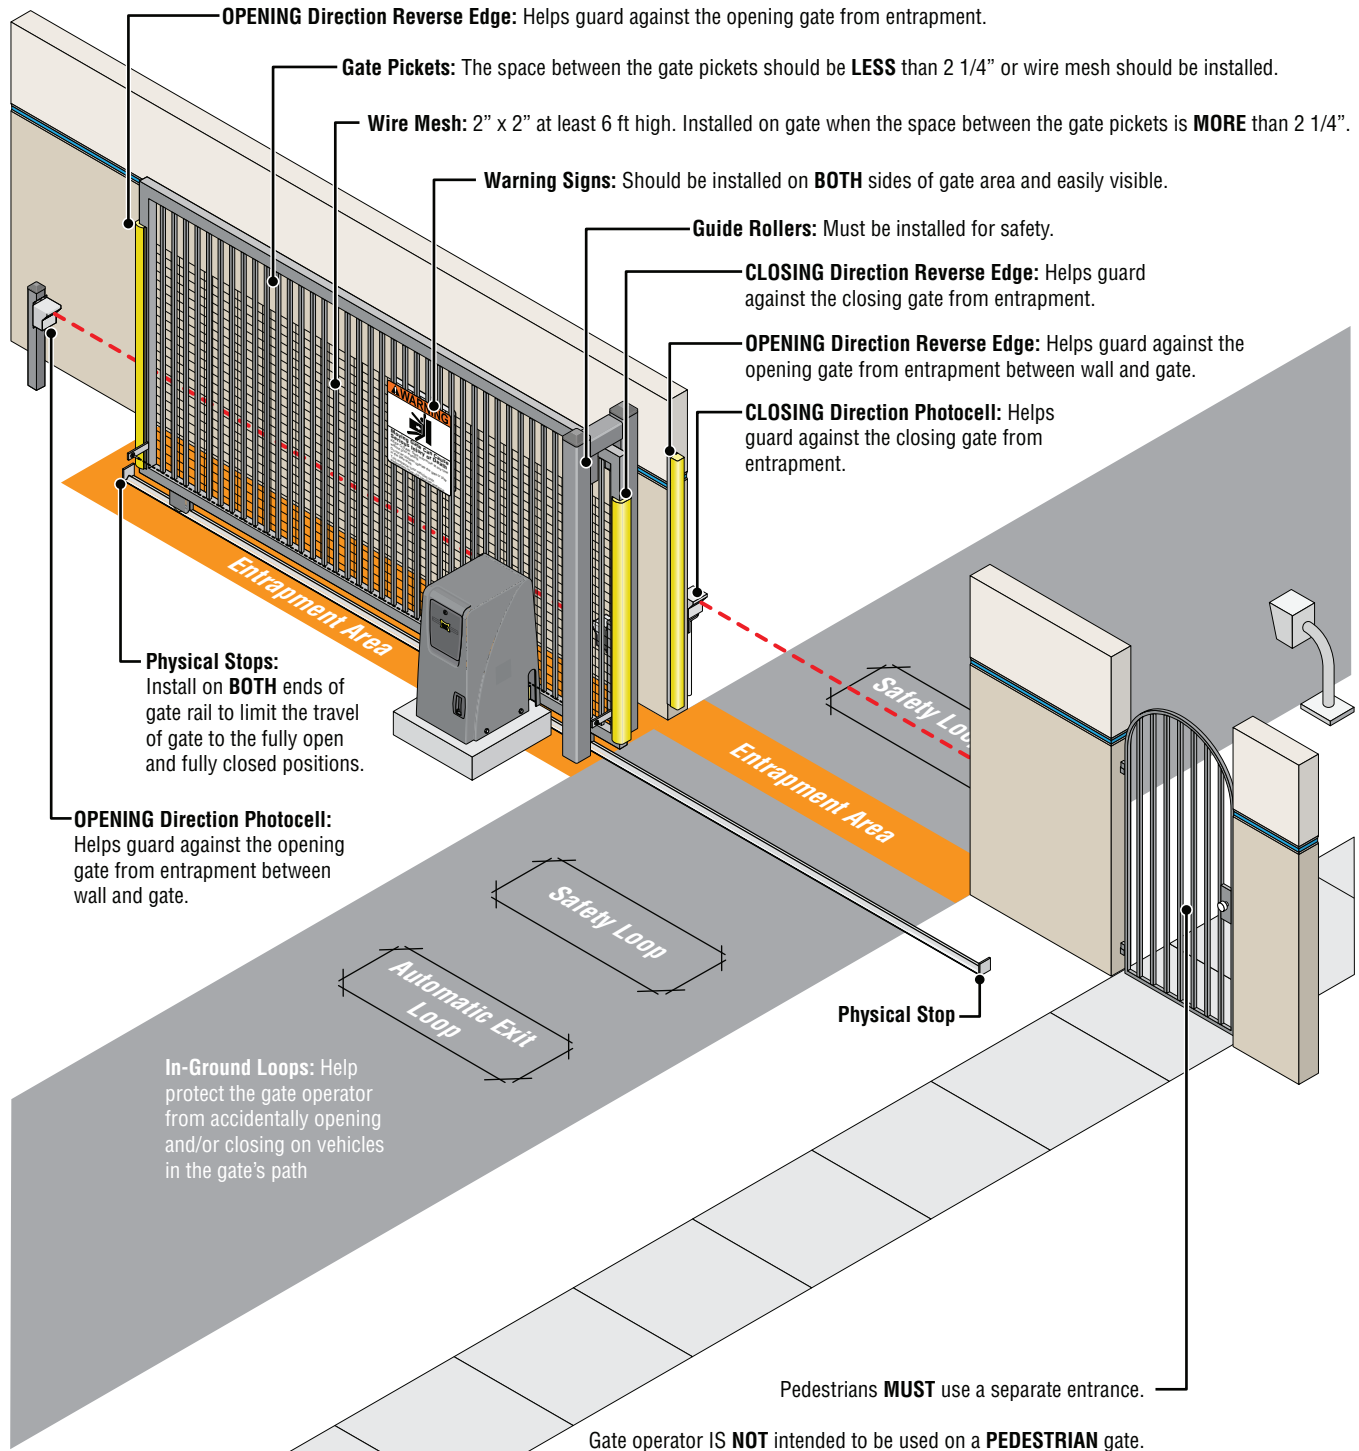 OPENING Direction Reverse Edge: Helps guard against the opening gate from entrapment.
Gate Pickets: The space between the gate pickets should be LESS than 2 1/4” or wire mesh should be installed.
Wire Mesh: 2” x 2” at least 6 ft high. Installed on gate when the space between the gate pickets is MORE than 2 1/4”.
Warning Signs: Should be installed on BOTH sides of gate area and easily visible.
Guide Rollers: Must be installed for safety.
CLOSING Direction Reverse Edge: Helps guard
against the closing gate from entrapment.
OPENING Direction Reverse Edge: Helps guard against the
opening gate from entrapment between wall and gate.
CLOSING Direction Photocell: Helps
guard against the closing gate from
entrapment.
WARNING
Entrapment Area
Physical Stops:
Install on BOTH ends of
gate rail to limit the travel
of gate to the fully open
and fully closed positions.
OPENING Direction Photocell:
Helps guard against the opening
gate from entrapment between
wall and gate.
Safety Loo
Entrapment Area
Safety Loop
Automatic Exit
Loop
Physical Stop
In-Ground Loops: Help
protect the gate operator
from accidentally opening
and/or closing on vehicles
in the gate’s path
Pedestrians MUST use a separate entrance.
Gate operator IS NOT intended to be used on a PEDESTRIAN gate.